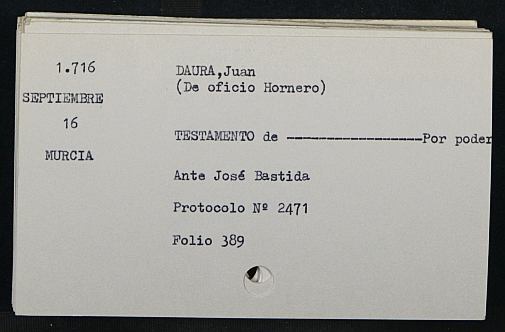 1.716
SEPTIEMBRE
16
MURCIA
DAURA,Juan
(De oficio Hornero)
TESTAMENTO de -------------------Por poder
Ante José Bastida
Protocolo Nº 2471
Folio 389